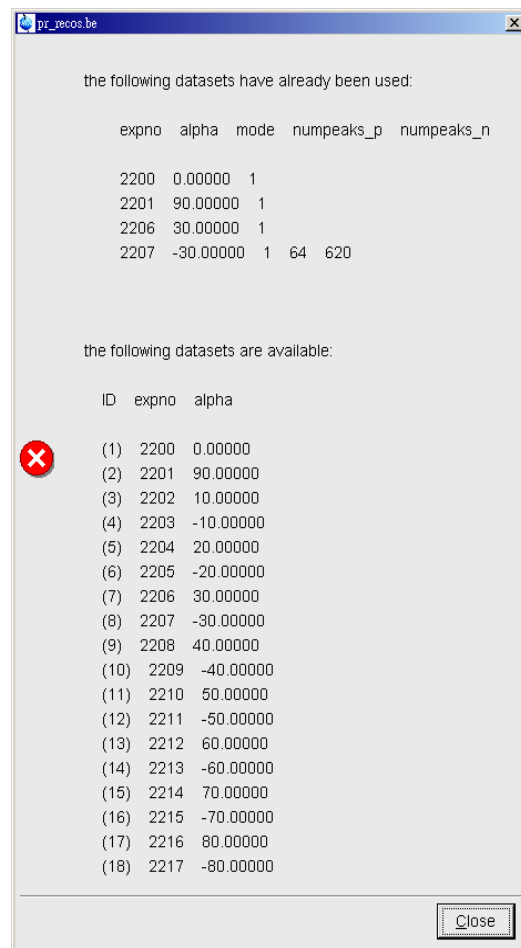 pr_recos.be
the following datasets have already been used:
expno alpha mode numpeaks_p numpeaks_n
2200 0.00000 1
2201 90.00000 1
2206 30.00000 1
2207 -30.00000 1 64 620
the following datasets are available:
ID expno alpha
(1) 2200 0.00000
(2) 2201 90.00000
(3) 2202 10.00000
(4) 2203 -10.00000
(5) 2204 20.00000
(6) 2205 -20.00000
(7) 2206 30.00000
(8) 2207 -30.00000
(9) 2208 40.00000
(10) 2209 -40.00000
(11) 2210 50.00000
(12) 2211 -50.00000
(13) 2212 60.00000
(14) 2213 -60.00000
(15) 2214 70.00000
(16) 2215 -70.00000
(17) 2216 80.00000
(18) 2217 -80.00000
Close